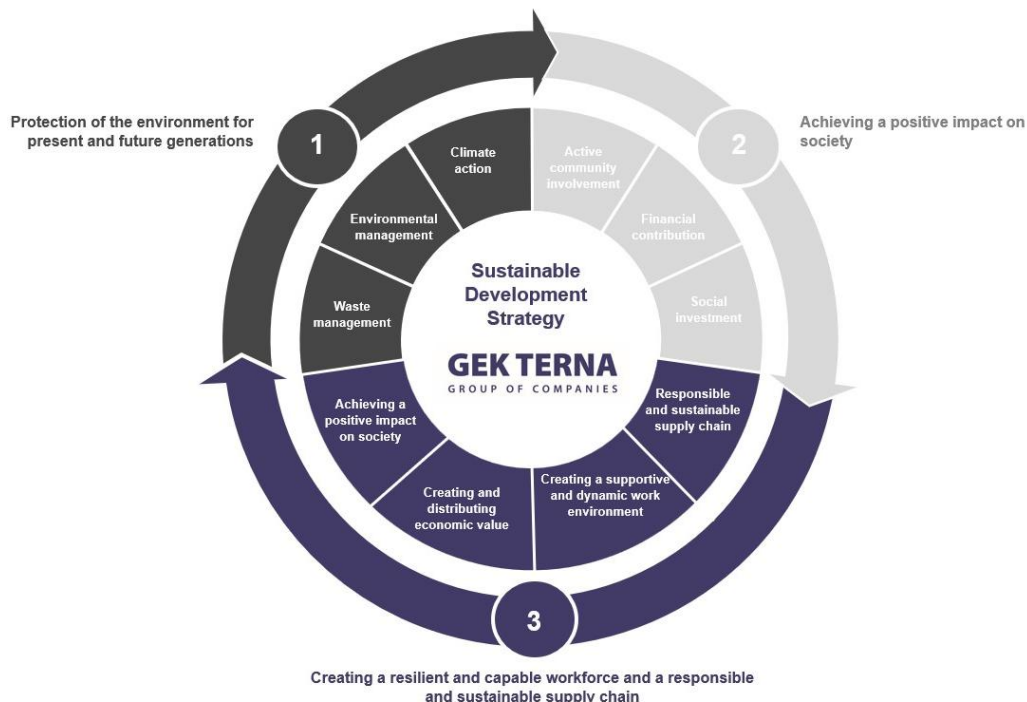 Protection of the environment for
present and future generations
1
2
Achieving a positive impact on
society
Climate
action
Active
community
involvement
Environmental
management
Financial
contribution
Waste
management
Social
investment
Sustainable
Development
Strategy
GEK TERNA
GROUP OF COMPANIES
Achieving a
positive impact
on society
Responsible
and sustainable
supply chain
Creating and
distributing
economic value
Creating a supportive
and dynamic work
environment
3
Creating a resilient and capable workforce and a responsible
and sustainable supply chain